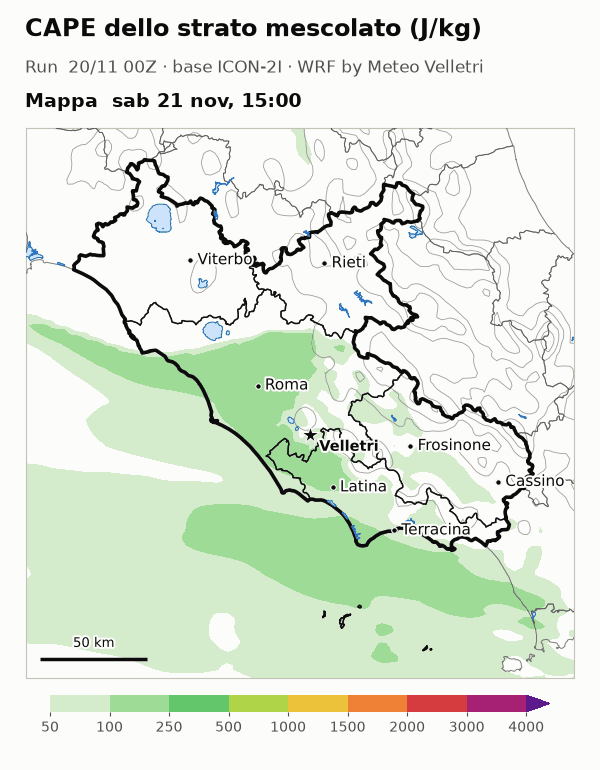 CAPE dello strato mescolato (J/kg)
Run  20/11 00Z · base ICON-2I · WRF by Meteo Velletri
Mappa  sab 21 nov, 15:00
Viterbo
Rieti
Roma
Velletri
Frosinone
Latina
Cassino
Terracina
50 km
50 100 250 500 1000 1500 2000 3000 4000